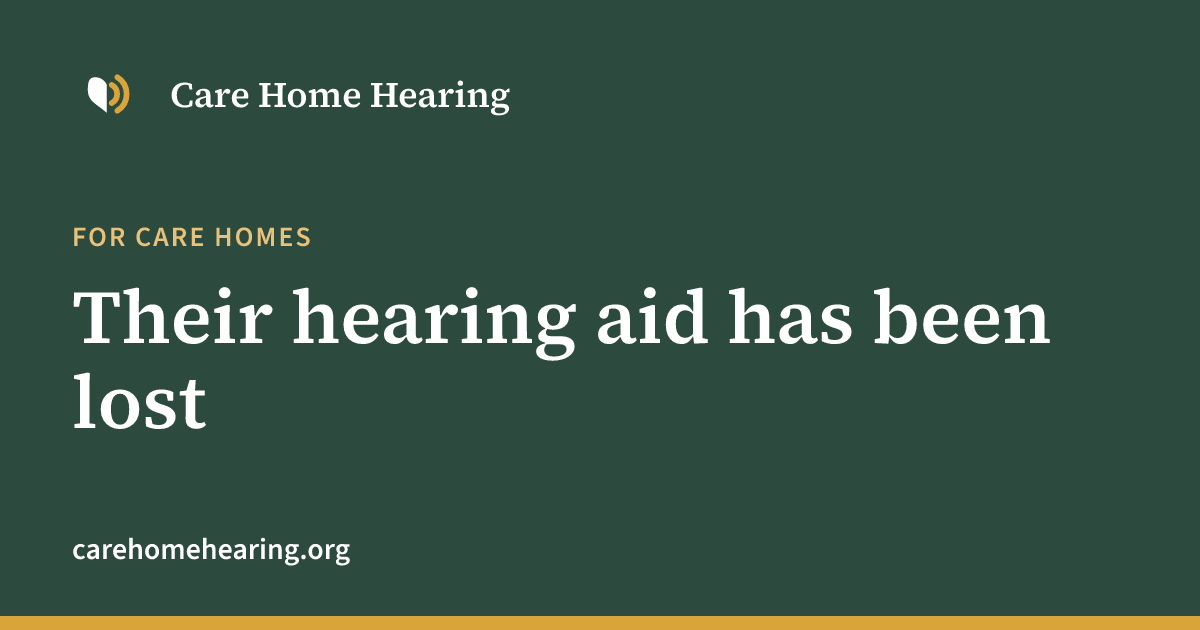 Care Home Hearing
FOR CARE HOMES
Their hearing aid has been
lost
carehomehearing.org